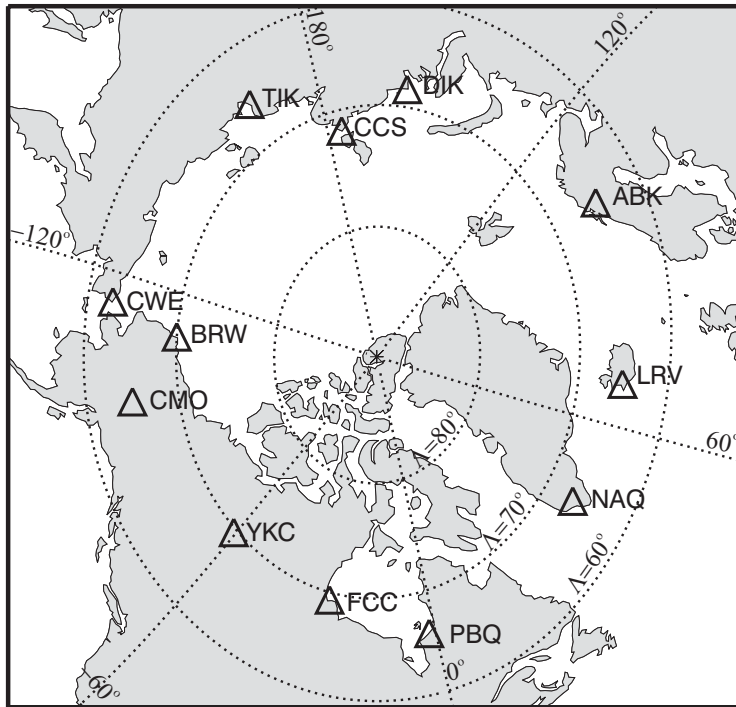 180°
120°
TIK
DIK
CCS
ABK
−120°
CWE
BRW
LRV
CMO
Λ=80°
60°
NAQ
Λ=70°
YKC
Λ=60°
FCC
PBQ
0°
−60°